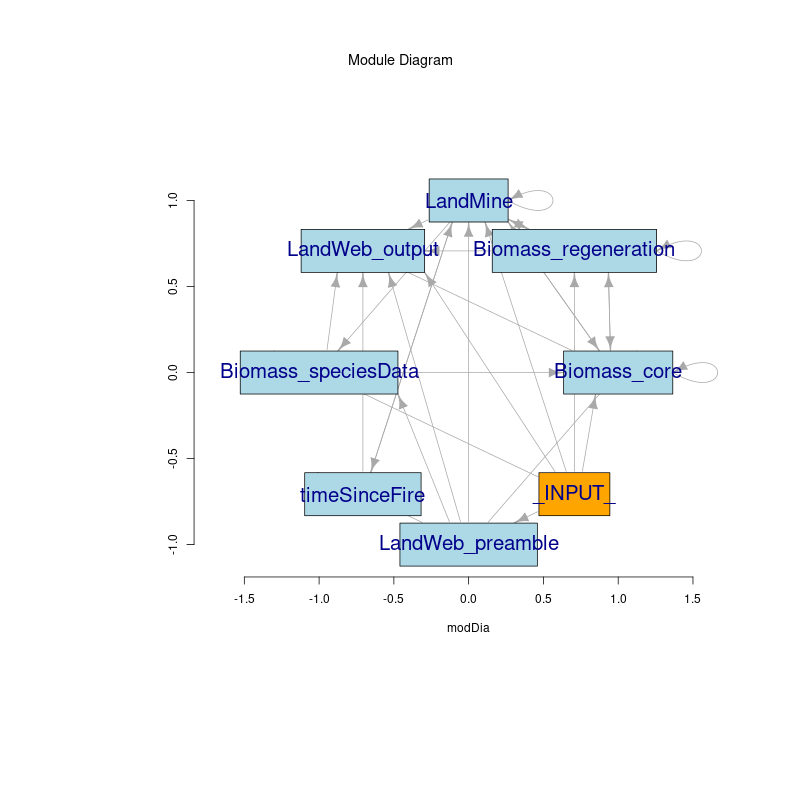 Module Diagram
LandMine
LandWeb_output
Biomass_regeneration
Biomass_speciesData
Biomass_core
timeSinceFire
_INPUT_
LandWeb_preamble
1.0
0.5
0.0
-0.5
-1.0
-1.5 -1.0 -0.5 0.0 0.5 1.0 1.5
modDia